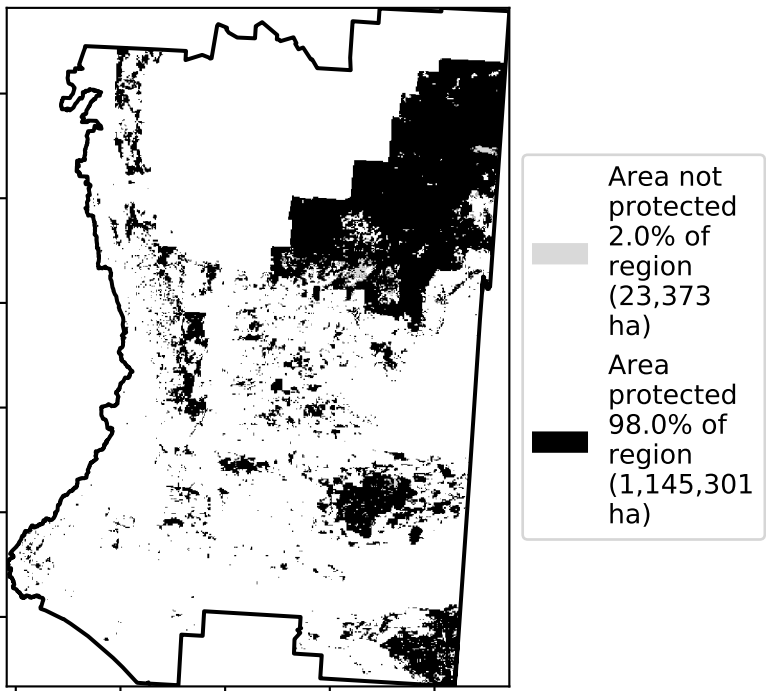 Area not
protected
2.0% of
region
(23,373
ha)
Area
protected
98.0% of
region
(1,145,301
ha)